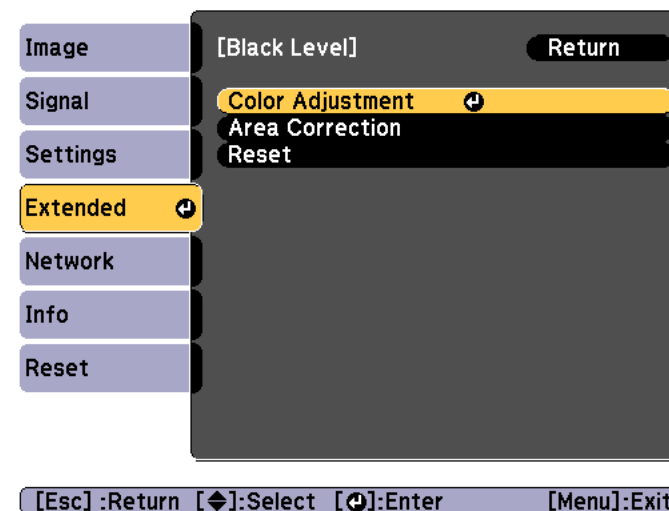 Image
Signal
Settings
Extended
Network
Info
Reset
[Black Level] Return
Color Adjustment
Area Correction
Reset
[Esc] :Return [◆]:Select [⏎]:Enter [Menu]:Exit